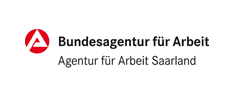 Bundesagentur für Arbeit
Agentur für Arbeit Saarland